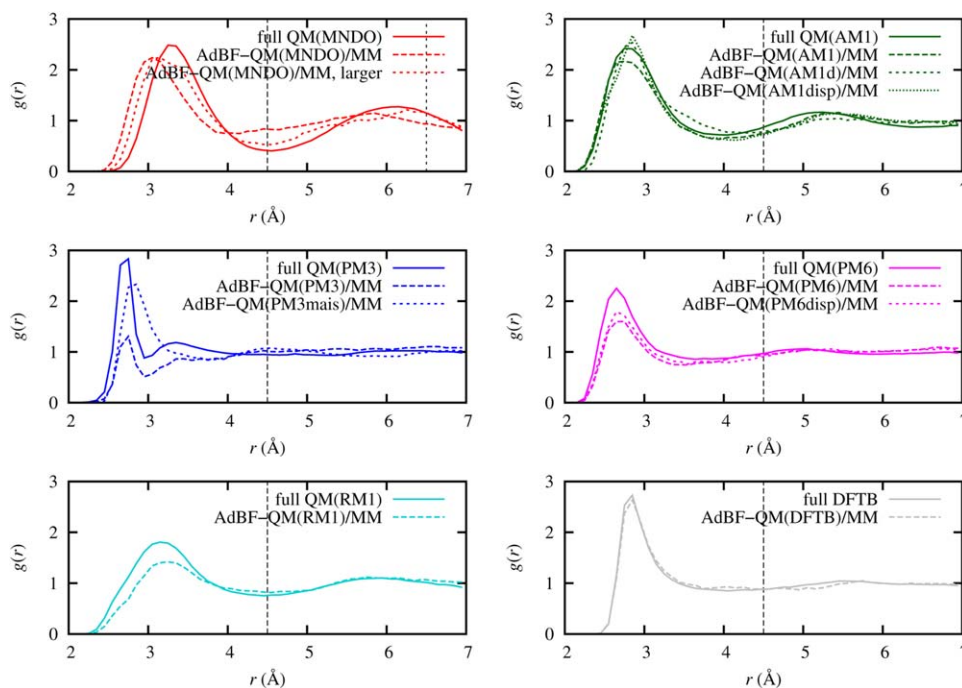 g(r)
3
2
1
0
full QM(MNDO)
AdBF−QM(MNDO)/MM
AdBF−QM(MNDO)/MM, larger
2 3 4 5 6 7
r (Å)
g(r)
3
2
1
0
full QM(AM1)
AdBF−QM(AM1)/MM
AdBF−QM(AM1d)/MM
AdBF−QM(AM1disp)/MM
2 3 4 5 6 7
r (Å)
g(r)
3
2
1
0
full QM(PM3)
AdBF−QM(PM3)/MM
AdBF−QM(PM3mais)/MM
2 3 4 5 6 7
r (Å)
g(r)
3
2
1
0
full QM(PM6)
AdBF−QM(PM6)/MM
AdBF−QM(PM6disp)/MM
2 3 4 5 6 7
r (Å)
g(r)
3
2
1
0
full QM(RM1)
AdBF−QM(RM1)/MM
2 3 4 5 6 7
r (Å)
g(r)
3
2
1
0
full DFTB
AdBF−QM(DFTB)/MM
2 3 4 5 6 7
r (Å)